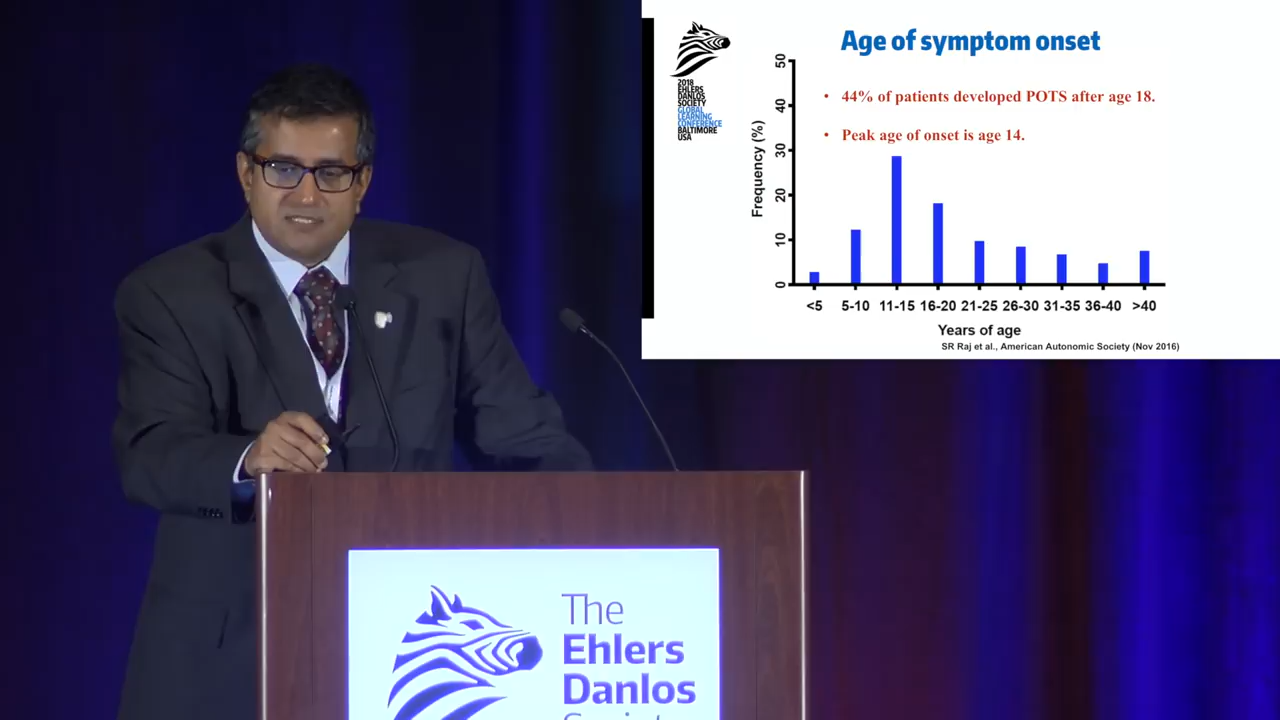 Age of symptom onset
2018
EHLERS
DANLOS
SOCIETY
GLOBAL
LEARNING
CONFERENCE
BALTIMORE
USA
• 44% of patients developed POTS after age 18.
• Peak age of onset is age 14.
Frequency (%)
50
40
30
20
10
0
<5 5-10 11-15 16-20 21-25 26-30 31-35 36-40 >40
Years of age
SR Raj et al., American Autonomic Society (Nov 2016)
The
Ehlers
Danlos